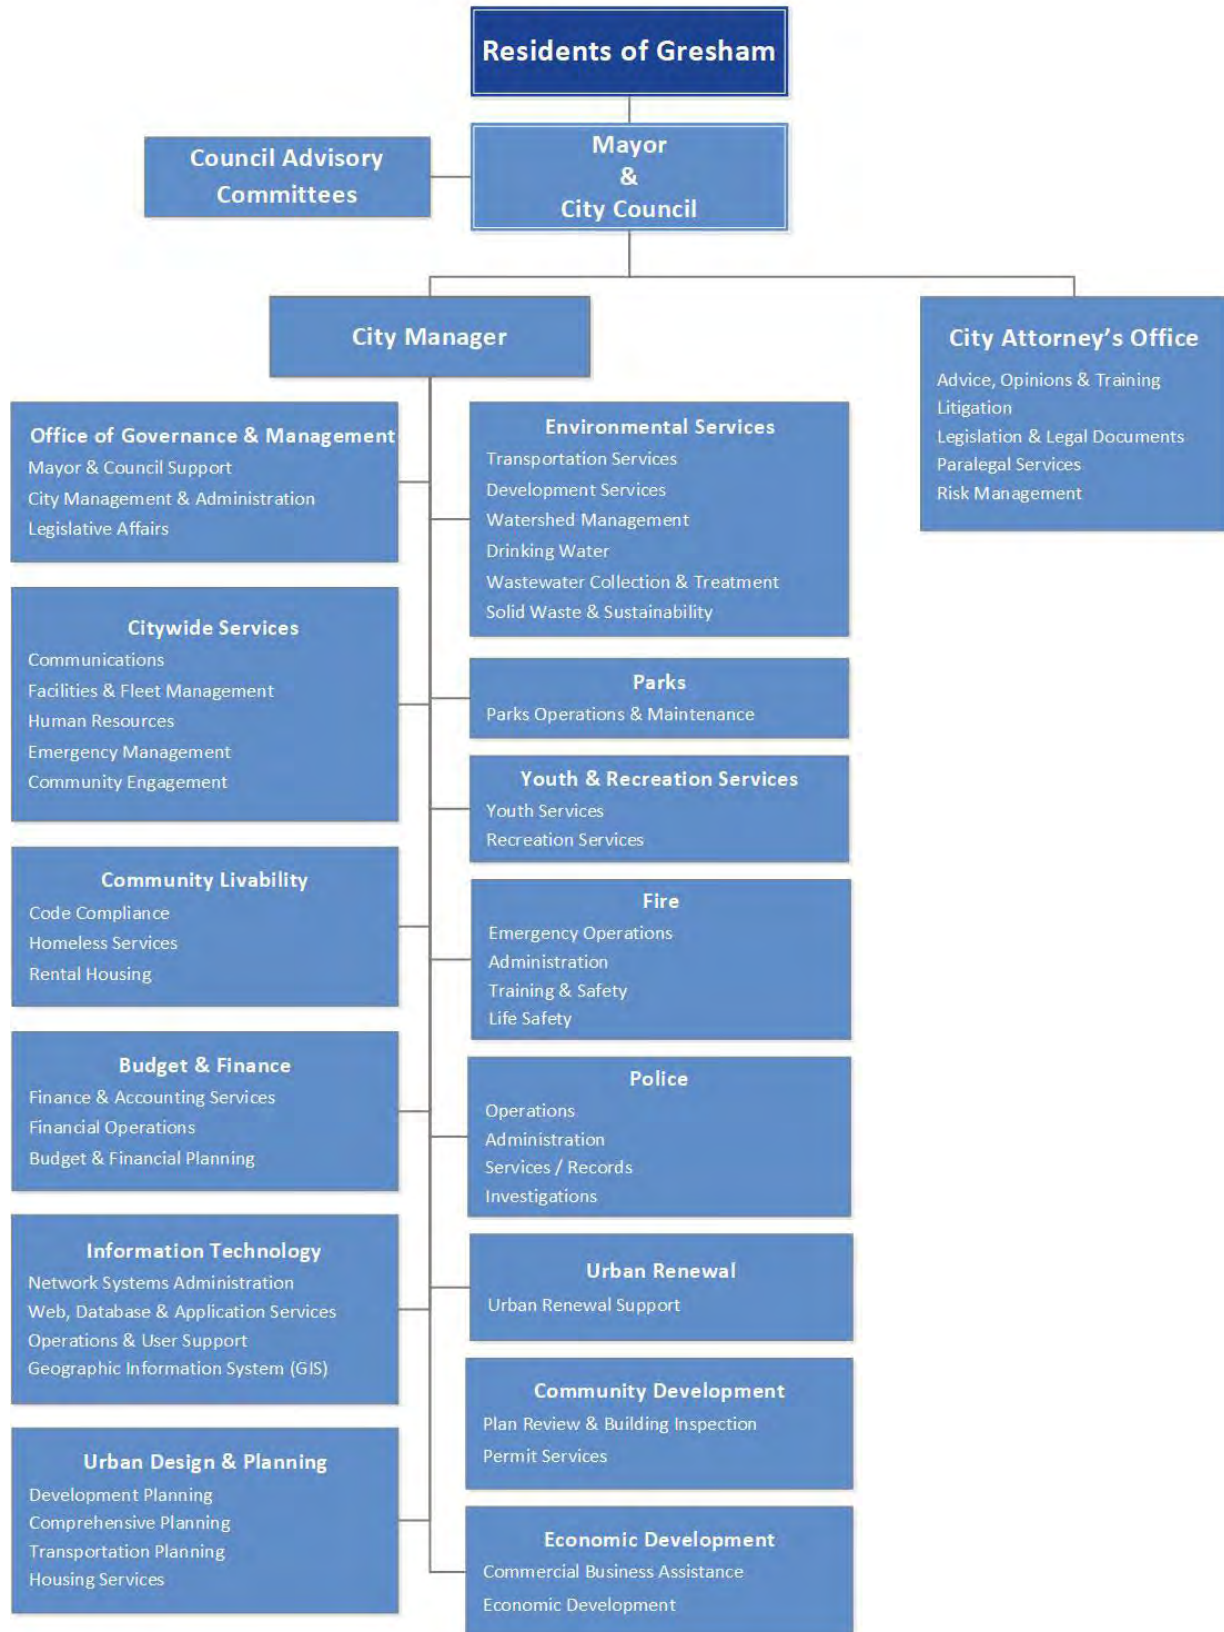 Residents of Gresham
Council Advisory
Committees
Mayor
&
City Council
City Manager
City Attorney's Office
Advice, Opinions & Training
Litigation
Legislation & Legal Documents
Paralegal Services
Risk Management
Office of Governance & Management
Mayor & Council Support
City Management & Administration
Legislative Affairs
Citywide Services
Communications
Facilities & Fleet Management
Human Resources
Emergency Management
Community Engagement
Community Livability
Code Compliance
Homeless Services
Rental Housing
Budget & Finance
Finance & Accounting Services
Financial Operations
Budget & Financial Planning
Information Technology
Network Systems Administration
Web, Database & Application Services
Operations & User Support
Geographic Information System (GIS)
Urban Design & Planning
Development Planning
Comprehensive Planning
Transportation Planning
Housing Services
Environmental Services
Transportation Services
Development Services
Watershed Management
Drinking Water
Wastewater Collection & Treatment
Solid Waste & Sustainability
Parks
Parks Operations & Maintenance
Youth & Recreation Services
Youth Services
Recreation Services
Fire
Emergency Operations
Administration
Training & Safety
Life Safety
Police
Operations
Administration
Services / Records
Investigations
Urban Renewal
Urban Renewal Support
Community Development
Plan Review & Building Inspection
Permit Services
Economic Development
Commercial Business Assistance
Economic Development